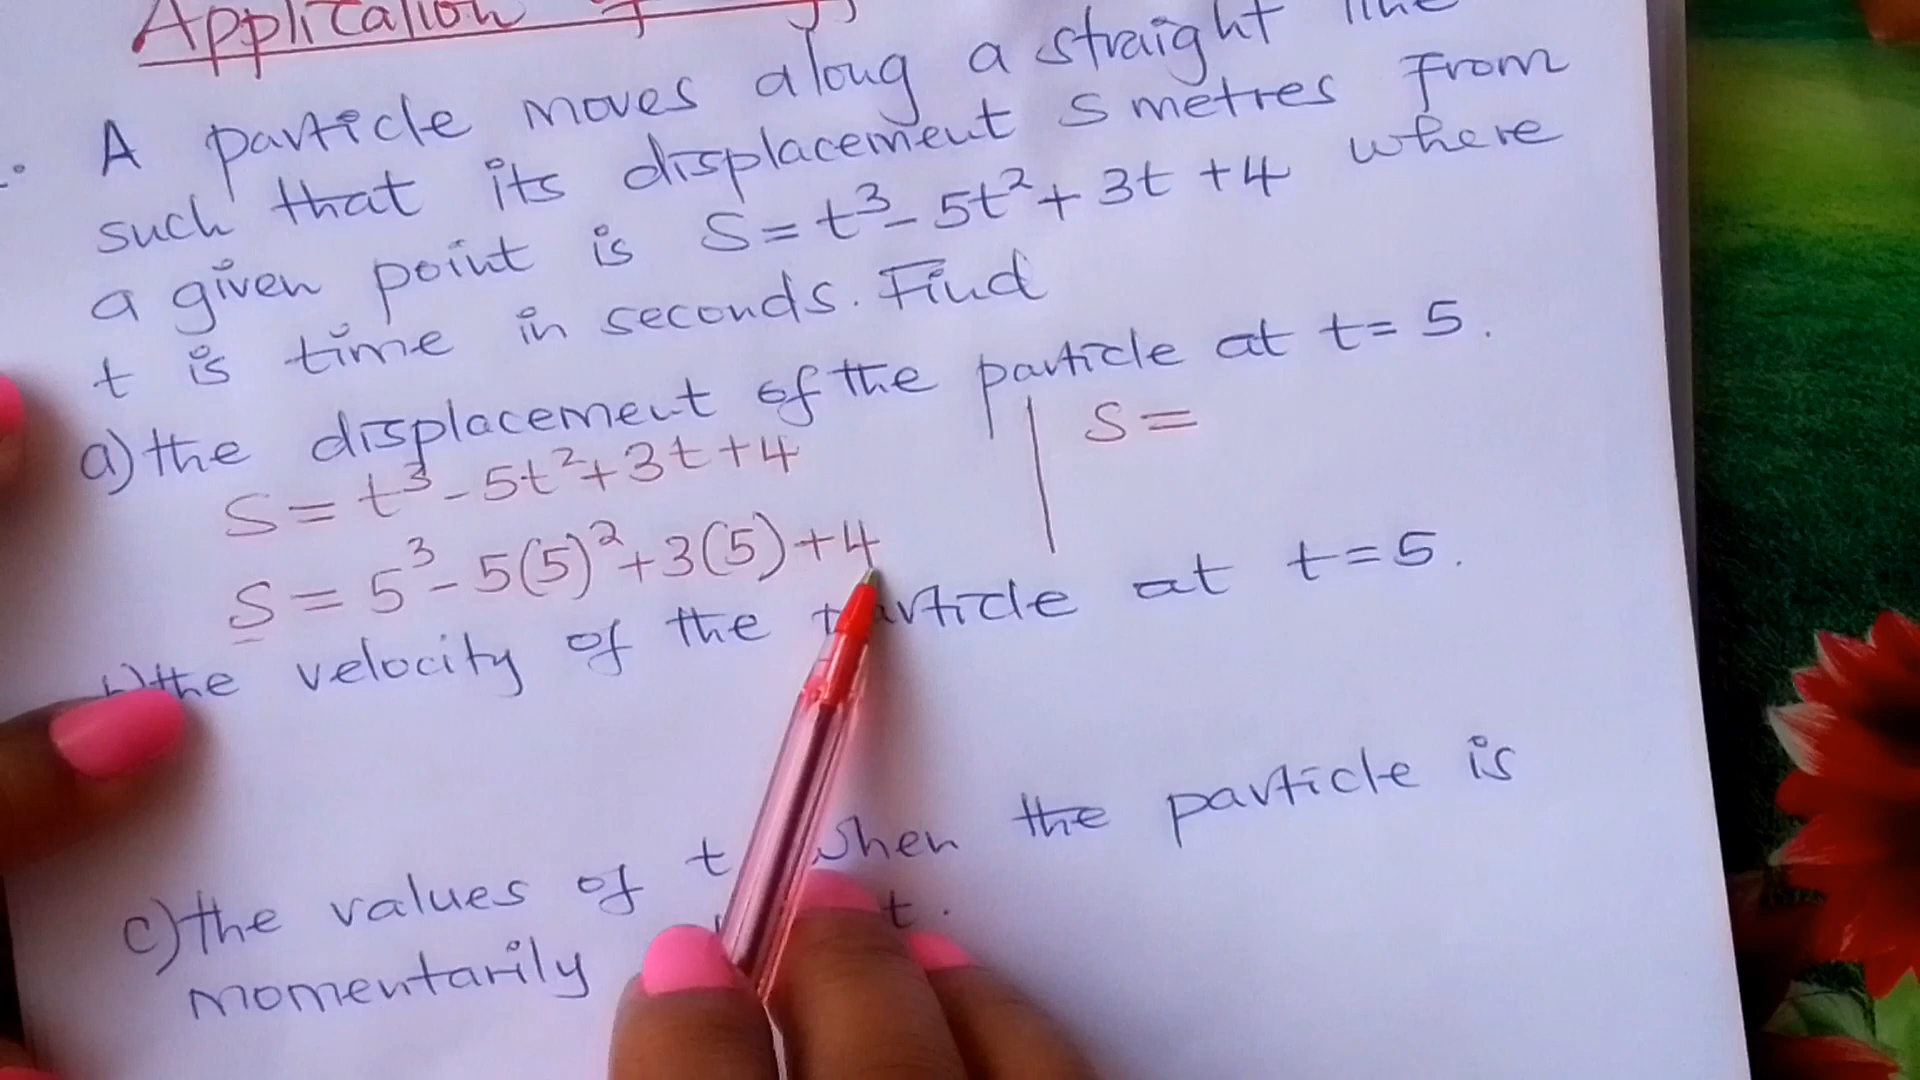 Application of
A particle moves along a straight line
such that its displacement S metres from
a given point is S = t³ - 5t² + 3t + 4 where
t is time in seconds. Find
a) the displacement of the particle at t = 5.
S = t³ - 5t² + 3t + 4
S = 5³ - 5(5)² + 3(5) + 4
S =
b) the velocity of the particle at t = 5.
c) the values of t when the particle is
momentarily